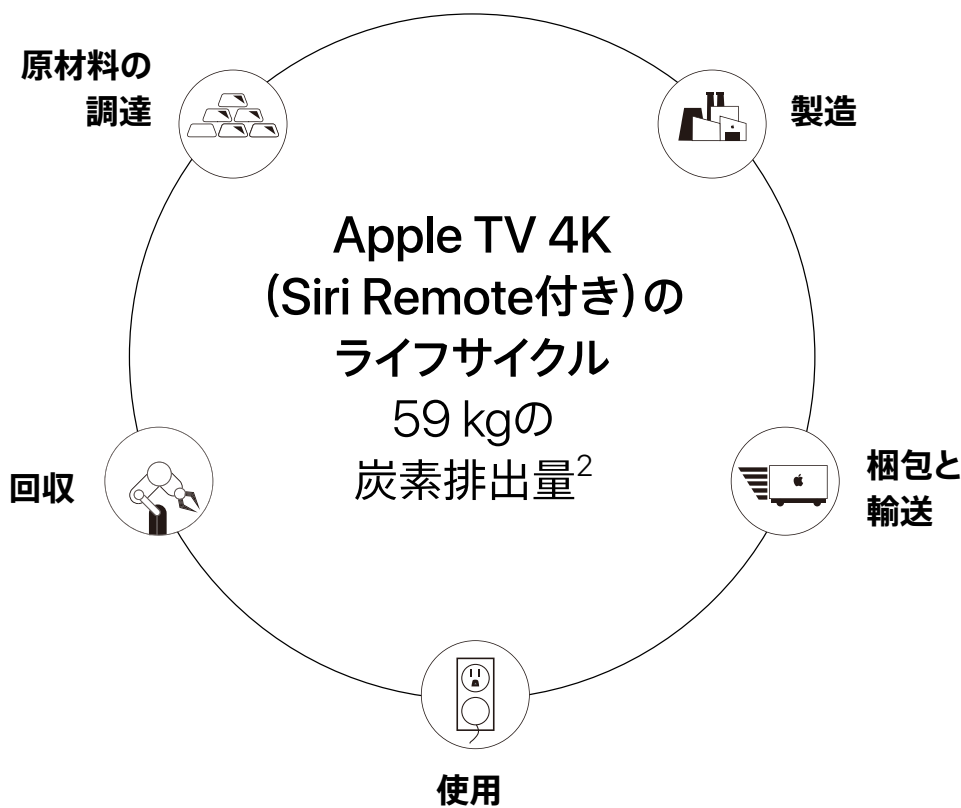 原材料の
調達
製造
Apple TV 4K
(Siri Remote付き)の
ライフサイクル
59 kgの
炭素排出量2
回収
梱包と
輸送
使用